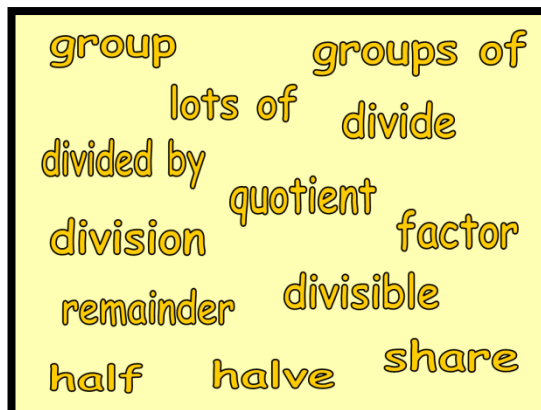 group
groups of
lots of
divide
divided by
quotient
division
factor
remainder
divisible
half
halve
share